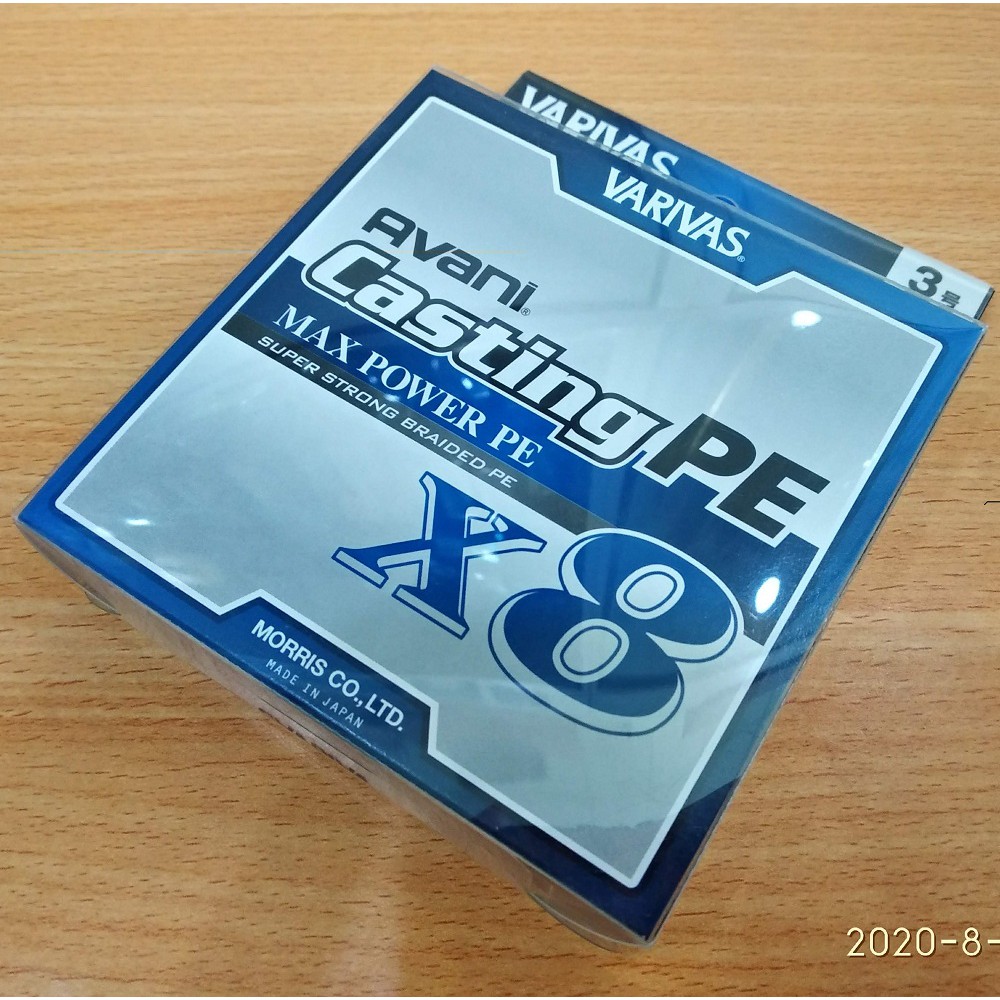 VARIVAS
VARIVAS®
3号
Avani®
Casting PE
MAX POWER PE
SUPER STRONG BRAIDED PE
X8
MORRIS CO.,LTD.
MADE IN JAPAN
2020-8-